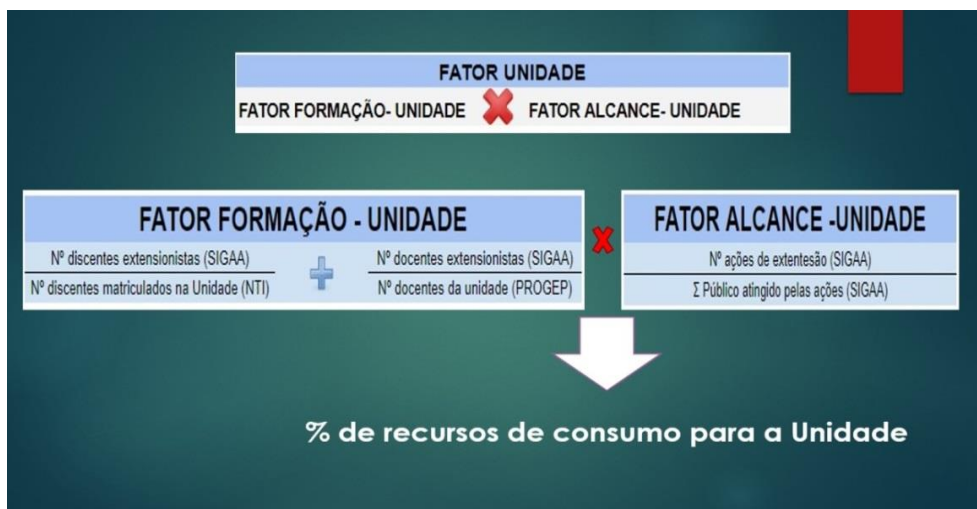 FATOR UNIDADE
FATOR FORMAÇÃO- UNIDADE FATOR ALCANCE- UNIDADE
FATOR FORMAÇÃO - UNIDADE
Nº discentes extensionistas (SIGAA)
Nº discentes matriculados na Unidade (NTI)
Nº docentes extensionistas (SIGAA)
Nº docentes da unidade (PROGEP)
FATOR ALCANCE -UNIDADE
Nº ações de extentesão (SIGAA)
Σ Público atingido pelas ações (SIGAA)
% de recursos de consumo para a Unidade